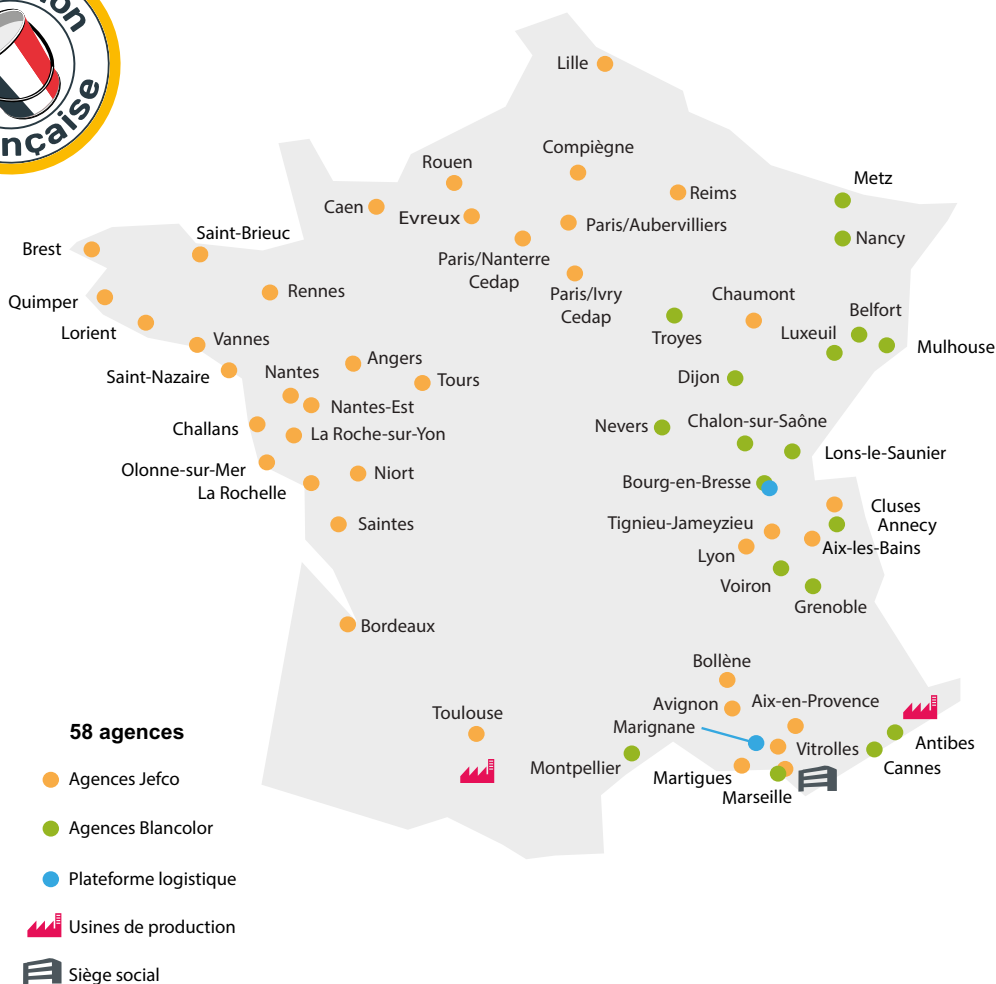 Lille
Compiègne
Rouen
Reims
Metz
Caen
Evreux
Paris/Aubervilliers
Saint-Brieuc
Nancy
Brest
Paris/Nanterre
Cedap
Rennes
Paris/Ivry
Cedap
Chaumont
Quimper
Belfort
Lorient
Troyes
Luxeuil
Vannes
Mulhouse
Angers
Saint-Nazaire
Nantes
Tours
Dijon
Nantes-Est
Challans
La Roche-sur-Yon
Nevers
Chalon-sur-Saône
Lons-le-Saunier
Olonne-sur-Mer
Niort
Bourg-en-Bresse
La Rochelle
Cluses
Saintes
Tignieu-Jameyzieu
Annecy
Lyon
Aix-les-Bains
Voiron
Grenoble
Bordeaux
Bollène
Avignon
Aix-en-Provence
Toulouse
Marignane
Vitrolles
Antibes
Montpellier
Martigues
Cannes
Marseille
58 agences
Agences Jefco
Agences Blancolor
Plateforme logistique
Usines de production
Siège social